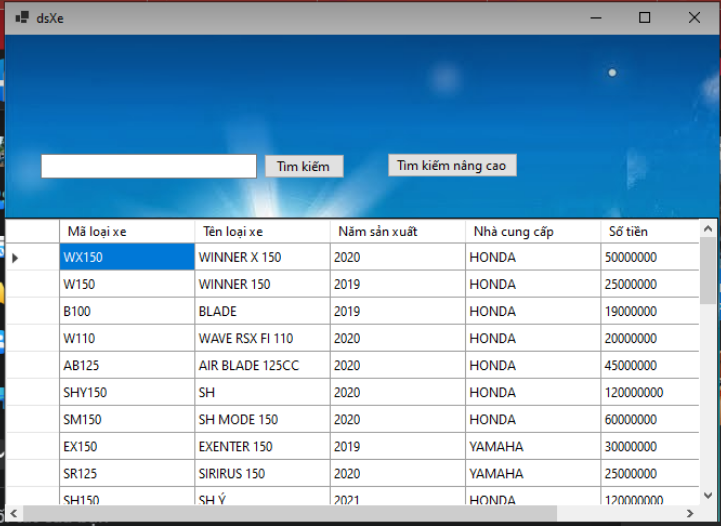 dsXe
Tìm kiếm Tìm kiếm nâng cao
Mã loại xe Tên loại xe Năm sản xuất Nhà cung cấp Số tiền
WX150 WINNER X 150 2020 HONDA 50000000
W150 WINNER 150 2019 HONDA 25000000
B100 BLADE 2019 HONDA 19000000
W110 WAVE RSX FI 110 2020 HONDA 20000000
AB125 AIR BLADE 125CC 2020 HONDA 45000000
SHY150 SH 2020 HONDA 120000000
SM150 SH MODE 150 2020 HONDA 60000000
EX150 EXENTER 150 2019 YAMAHA 30000000
SR125 SIRIRUS 150 2020 YAMAHA 25000000
SH150 SH Ý 2021 HONDA 120000000